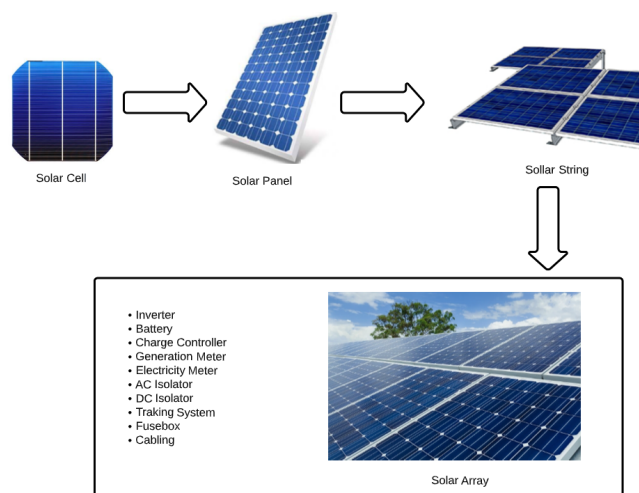 Solar Cell
Solar Panel
Sollar String
• Inverter
• Battery
• Charge Controller
• Generation Meter
• Electricity Meter
• AC Isolator
• DC Isolator
• Traking System
• Fusebox
• Cabling
Solar Array